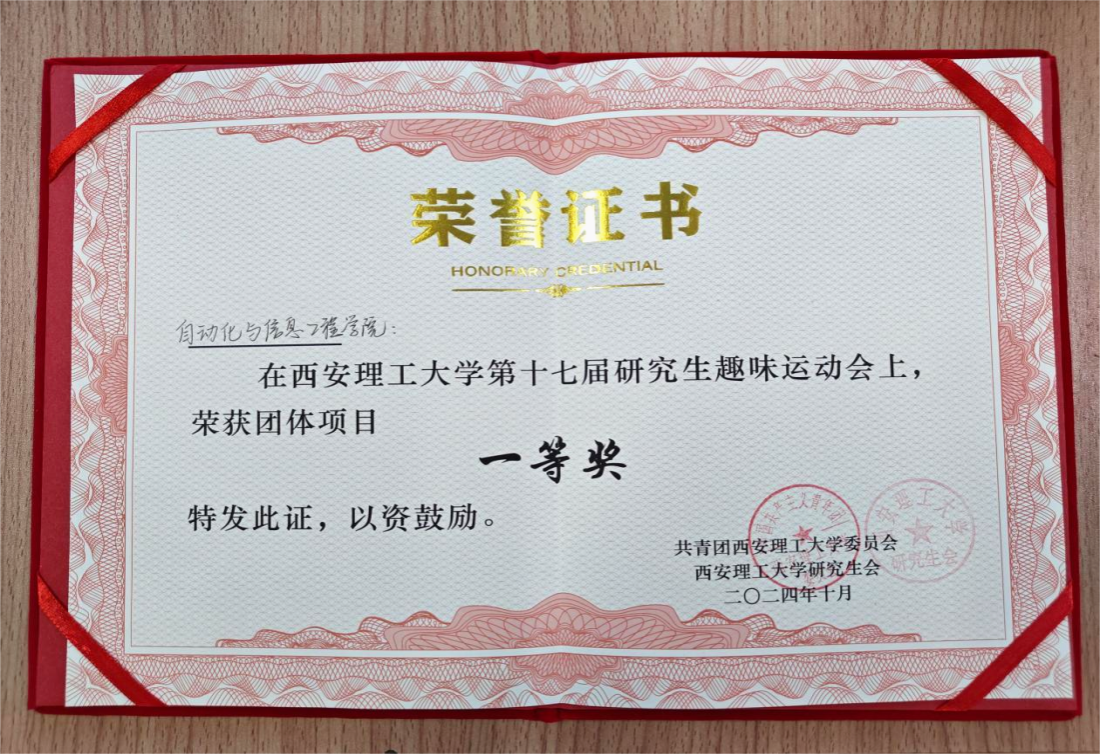 荣誉证书
HONORARY CREDENTIAL
自动化与信息工程学院：
在西安理工大学第十七届研究生趣味运动会上，
荣获团体项目
一等奖
特发此证，以资鼓励。
共青团西安理工大学委员会
西安理工大学研究生会
二〇二四年十月
研究生会